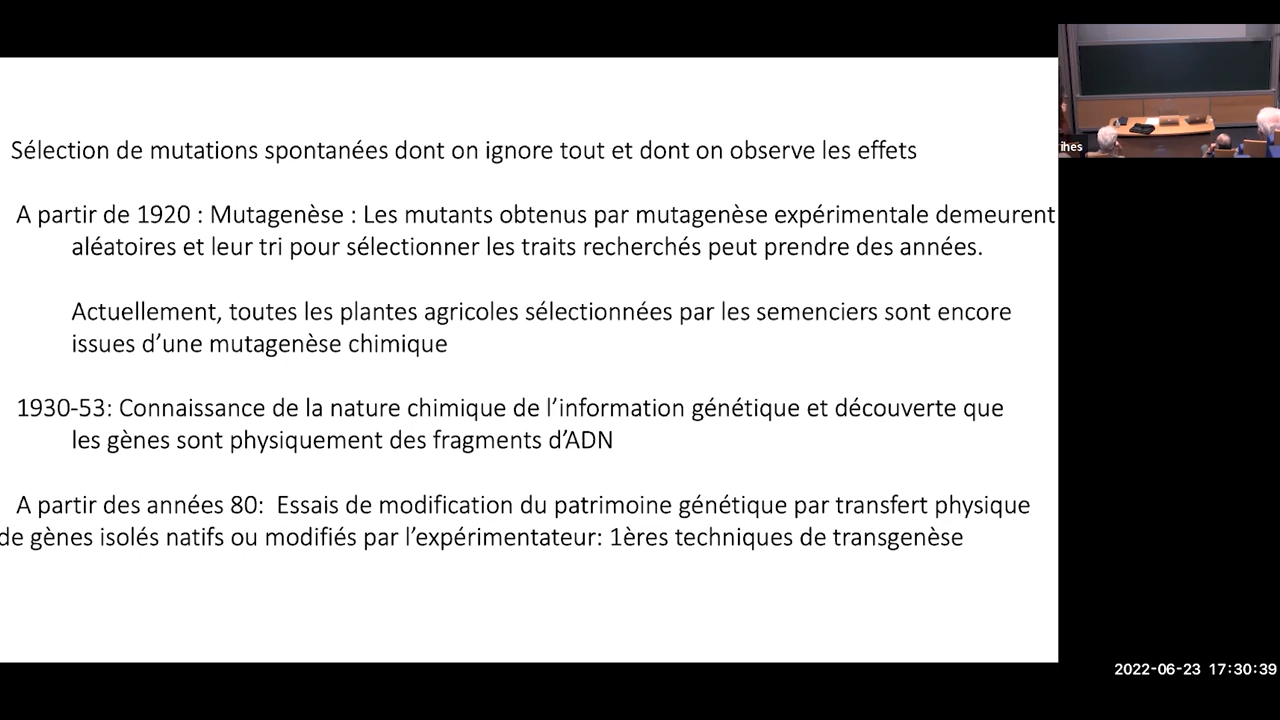 Sélection de mutations spontanées dont on ignore tout et dont on observe les effets
A partir de 1920 : Mutagenèse : Les mutants obtenus par mutagenèse expérimentale demeurent
aléatoires et leur tri pour sélectionner les traits recherchés peut prendre des années.
Actuellement, toutes les plantes agricoles sélectionnées par les semenciers sont encore
issues d’une mutagenèse chimique
1930-53: Connaissance de la nature chimique de l’information génétique et découverte que
les gènes sont physiquement des fragments d’ADN
A partir des années 80: Essais de modification du patrimoine génétique par transfert physique
de gènes isolés natifs ou modifiés par l’expérimentateur: 1ères techniques de transgenèse
ihes
2022-06-23 17:30:39